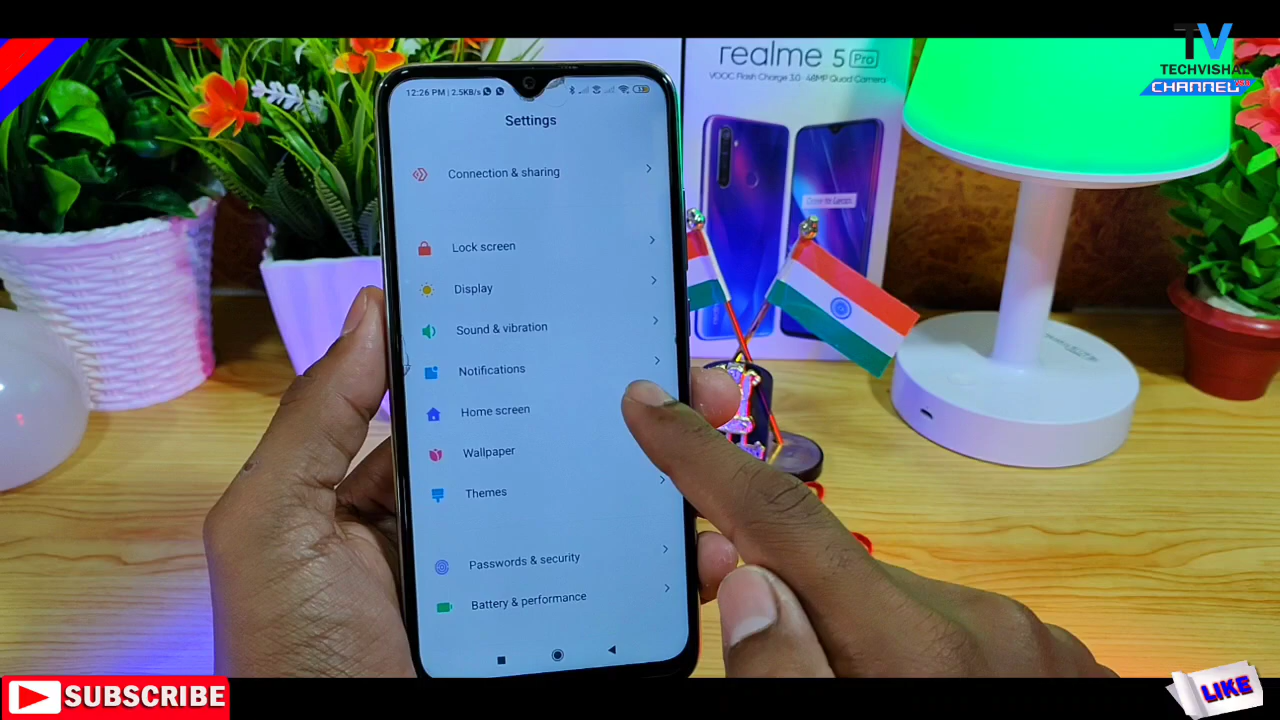 realme 5 Pro
VOOC Flash Charge 3.0 48MP Quad Camera
TV
TECHVISHAL
CHANNEL
12:26 PM | 2.5KB/s
Settings
Connection & sharing
Lock screen
Display
Sound & vibration
Notifications
Home screen
Wallpaper
Themes
Passwords & security
Battery & performance
SUBSCRIBE
LIKE